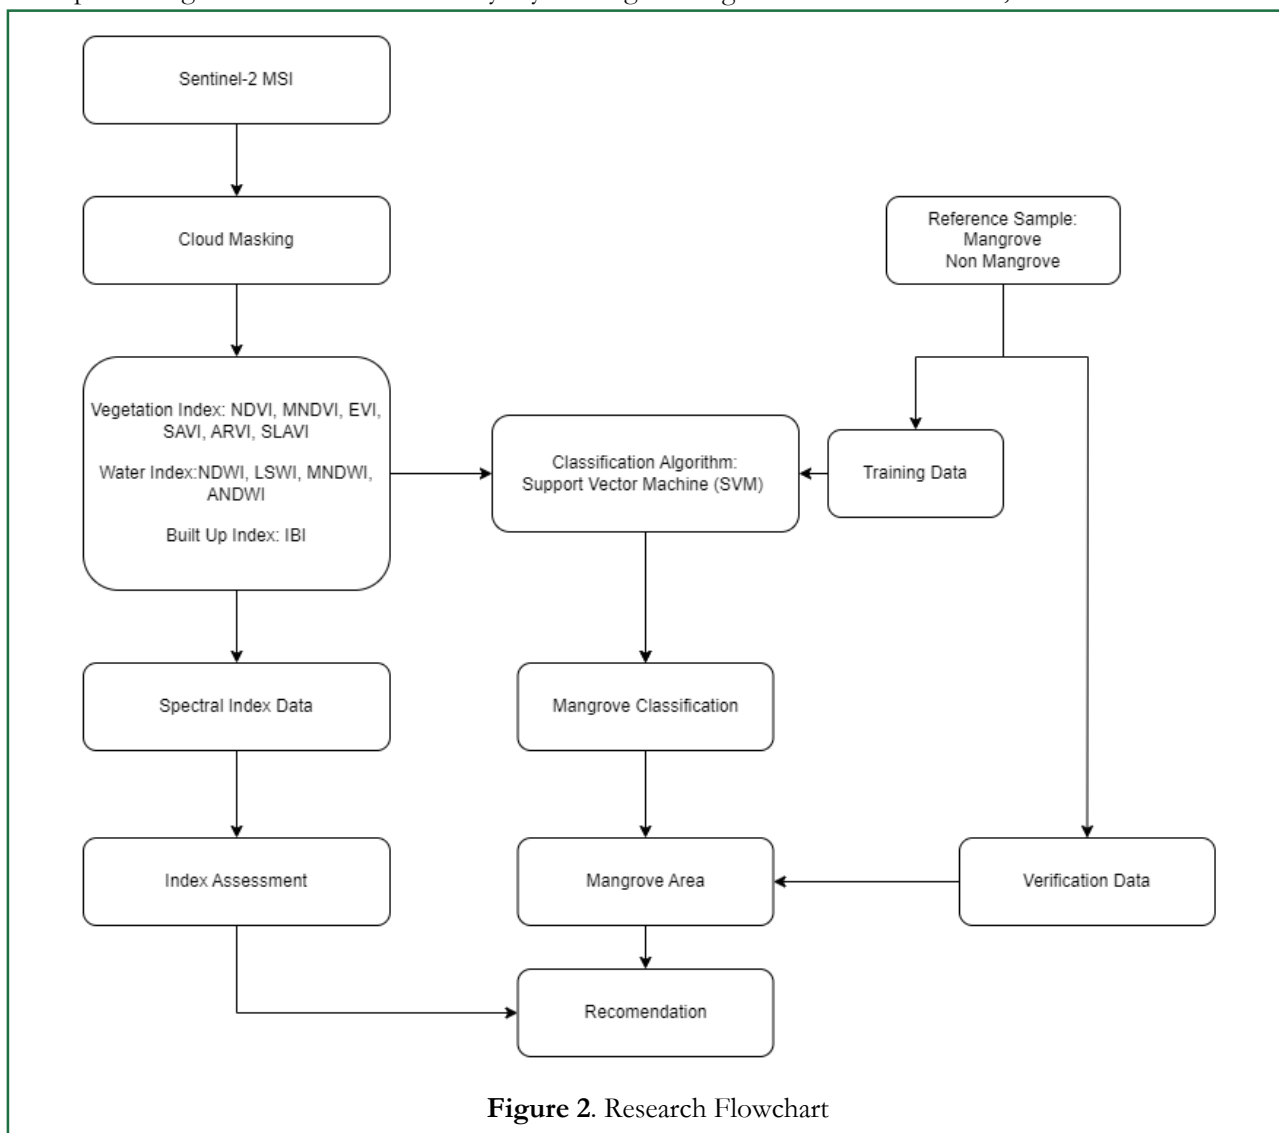 Sentinel-2 MSI
Cloud Masking
Reference Sample:
Mangrove
Non Mangrove
Vegetation Index: NDVI, MNDVI, EVI,
SAVI, ARVI, SLAVI
Water Index:NDWI, LSWI, MNDWI,
ANDWI
Built Up Index: IBI
Classification Algorithm:
Support Vector Machine (SVM)
Training Data
Spectral Index Data
Mangrove Classification
Index Assessment
Mangrove Area
Verification Data
Recomendation
Figure 2. Research Flowchart